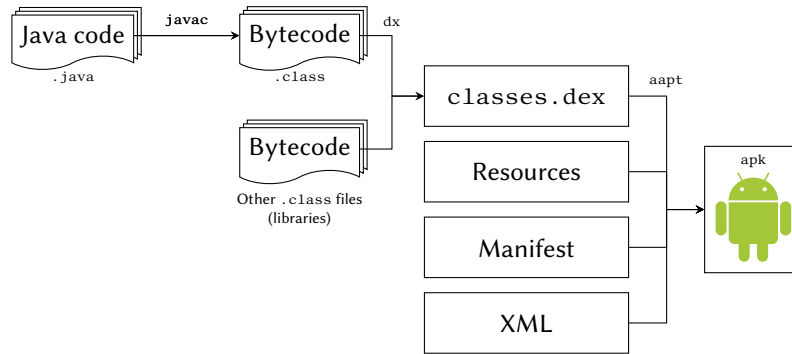 Java code
.java
javac
Bytecode
.class
dx
Bytecode
Other .class files
(libraries)
classes.dex
aapt
Resources
Manifest
XML
apk